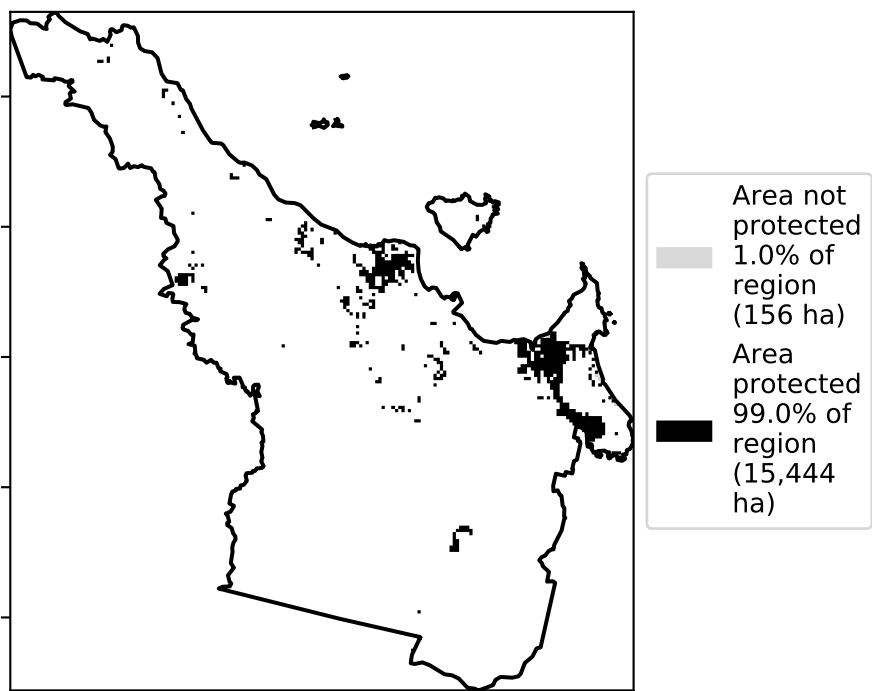 Area not
protected
1.0% of
region
(156 ha)
Area
protected
99.0% of
region
(15,444
ha)